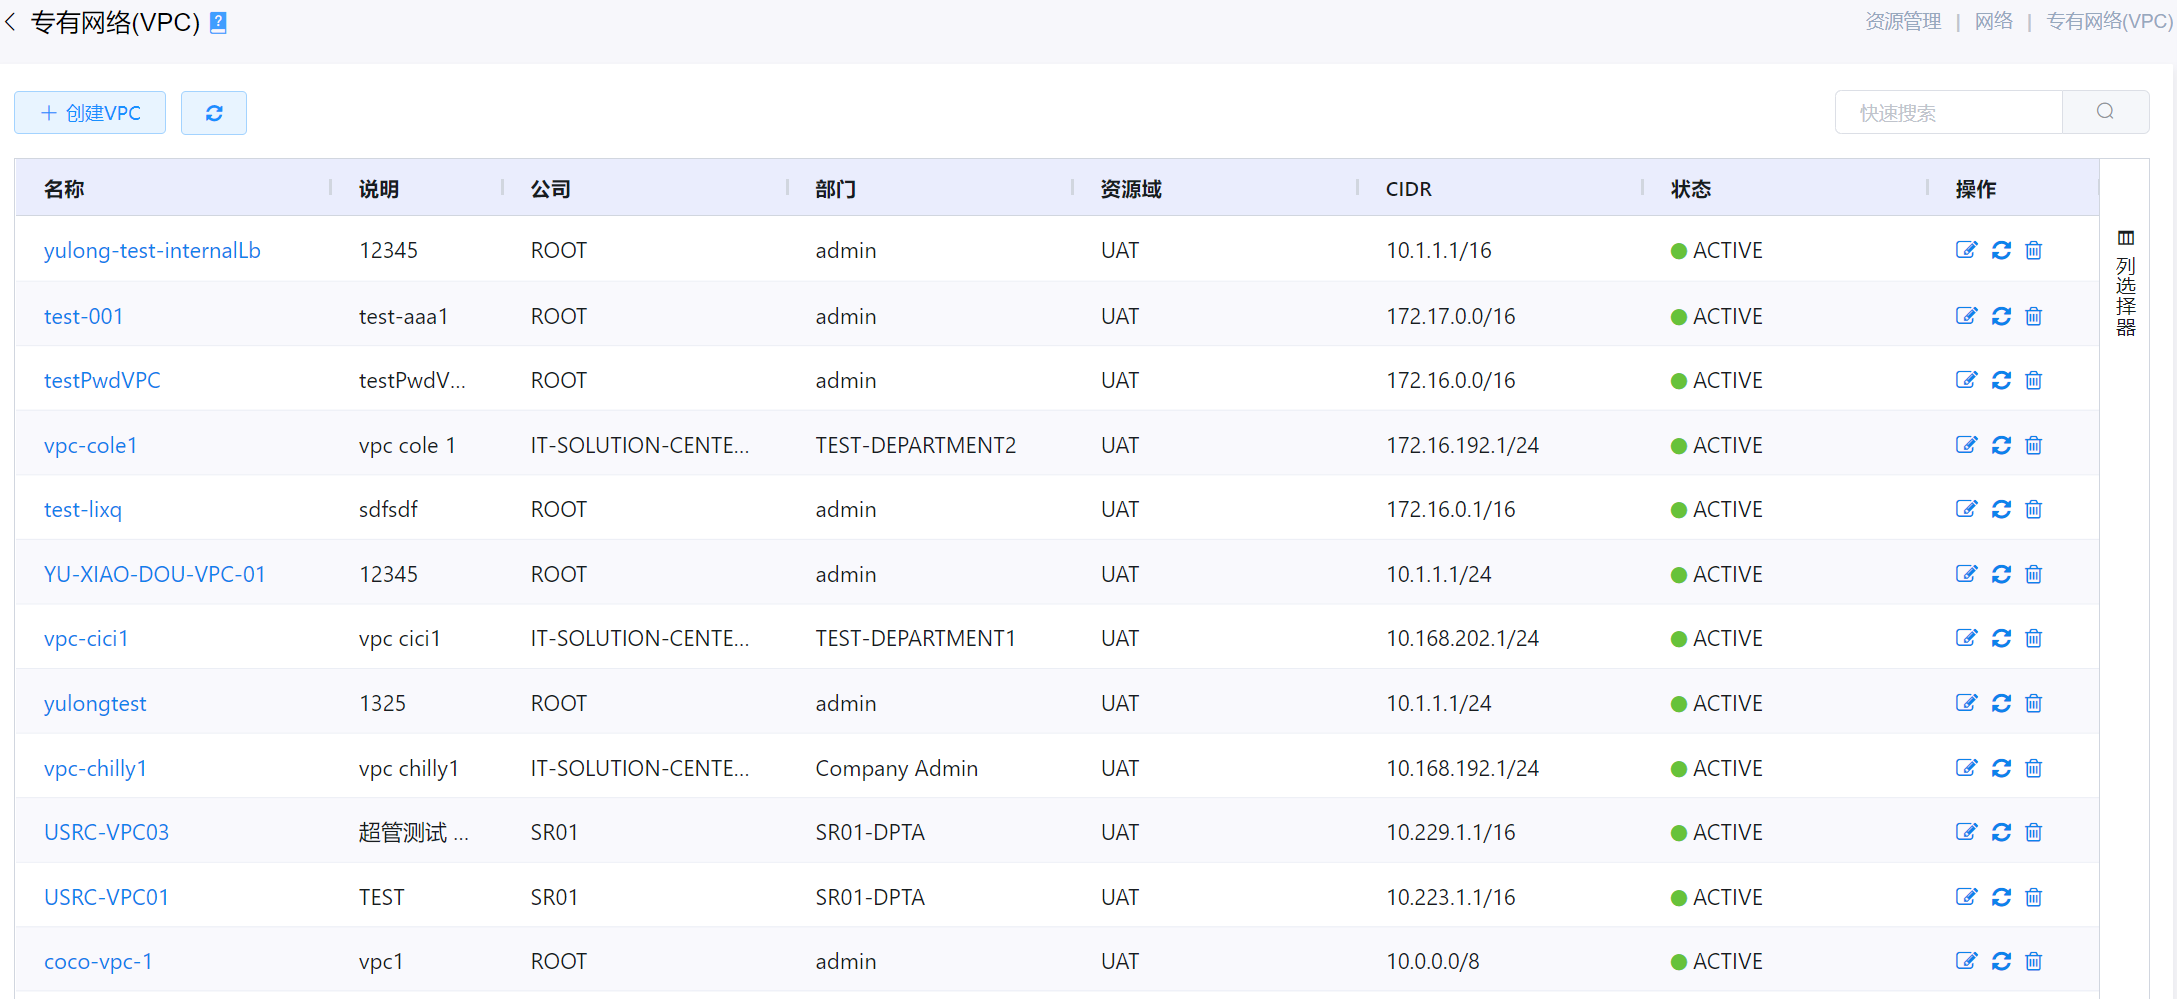 专有网络(VPC)
资源管理 | 网络 | 专有网络(VPC)
创建VPC
快速搜索
名称 说明 公司 部门 资源域 CIDR 状态 操作
yulong-test-internalLb 12345 ROOT admin UAT 10.1.1.1/16 ACTIVE
test-001 test-aaa1 ROOT admin UAT 172.17.0.0/16 ACTIVE
testPwdVPC testPwdV... ROOT admin UAT 172.16.0.0/16 ACTIVE
vpc-cole1 vpc cole 1 IT-SOLUTION-CENTE... TEST-DEPARTMENT2 UAT 172.16.192.1/24 ACTIVE
test-lixq sdfsdf ROOT admin UAT 172.16.0.1/16 ACTIVE
YU-XIAO-DOU-VPC-01 12345 ROOT admin UAT 10.1.1.1/24 ACTIVE
vpc-cici1 vpc cici1 IT-SOLUTION-CENTE... TEST-DEPARTMENT1 UAT 10.168.202.1/24 ACTIVE
yulongtest 1325 ROOT admin UAT 10.1.1.1/24 ACTIVE
vpc-chilly1 vpc chilly1 IT-SOLUTION-CENTE... Company Admin UAT 10.168.192.1/24 ACTIVE
USRC-VPC03 超管测试 ... SR01 SR01-DPTA UAT 10.229.1.1/16 ACTIVE
USRC-VPC01 TEST SR01 SR01-DPTA UAT 10.223.1.1/16 ACTIVE
coco-vpc-1 vpc1 ROOT admin UAT 10.0.0.0/8 ACTIVE
列选择器